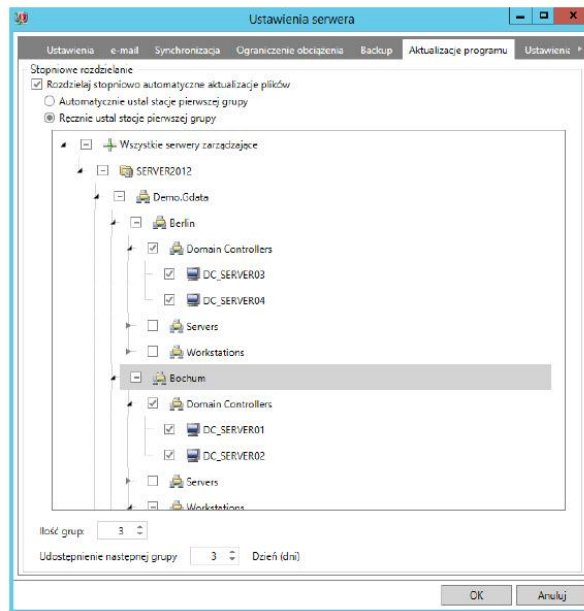 Ustawienia serwera
Ustawienia e-mail Synchronizacja Ograniczenie obciążenia Backup Aktualizacje programu Ustawienia
Stopniowe rozdzielanie
Rozdzielaj stopniowo automatyczne aktualizacje plików
Automatycznie ustal stacje pierwszej grupy
Ręcznie ustal stacje pierwszej grupy
Wszystkie serwery zarządzające
SERVER2012
Demo.Gdata
Berlin
Domain Controllers
DC_SERVER03
DC_SERVER04
Servers
Workstations
Bochum
Domain Controllers
DC_SERVER01
DC_SERVER02
Servers
Workstations
Ilość grup: 3
Udostępnienie następnej grupy 3 Dzień (dni)
OK Anuluj